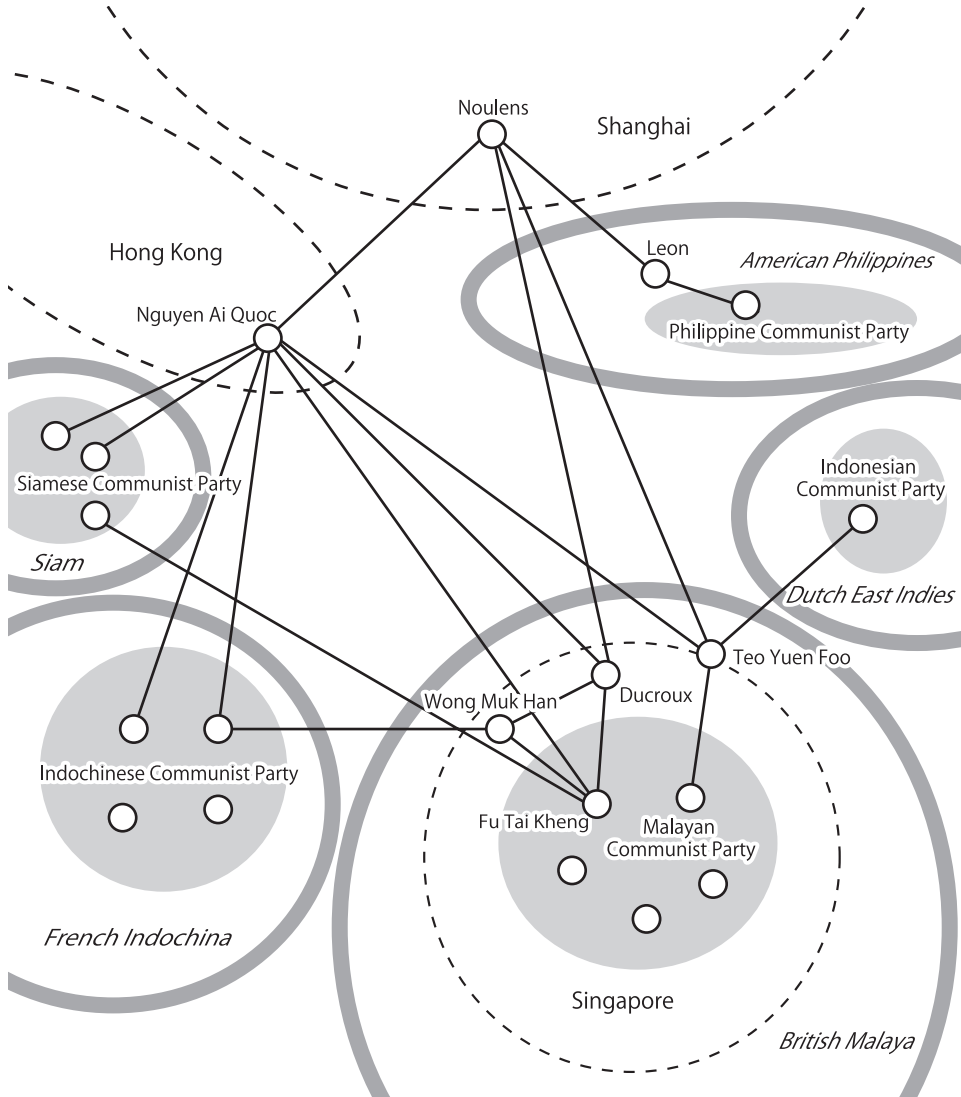 Noulens
Shanghai
Hong Kong
Leon
American Philippines
Nguyen Ai Quoc
Philippine Communist Party
Siamese Communist Party
Siam
Indonesian
Communist Party
Dutch East Indies
Teo Yuen Foo
Wong Muk Han
Ducroux
Indochinese Communist Party
Fu Tai Kheng
Malayan
Communist Party
French Indochina
Singapore
British Malaya